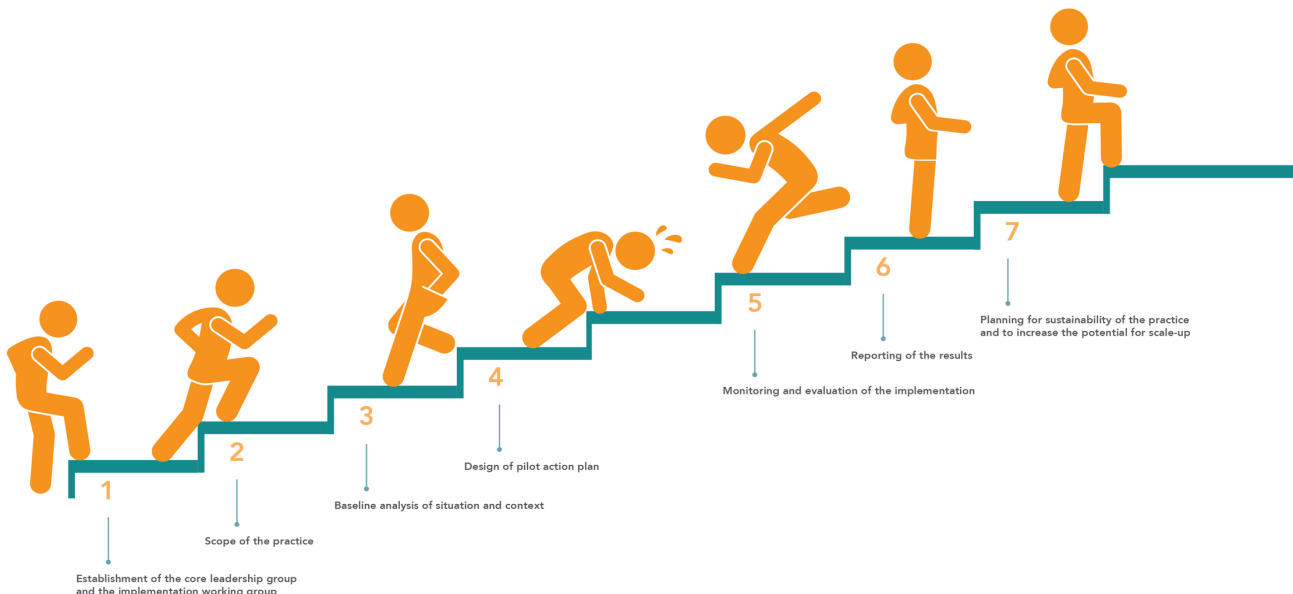 1
Establishment of the core leadership group
and the implementation working group
2
Scope of the practice
3
Baseline analysis of situation and context
4
Design of pilot action plan
5
Monitoring and evaluation of the implementation
6
Reporting of the results
7
Planning for sustainability of the practice
and to increase the potential for scale-up